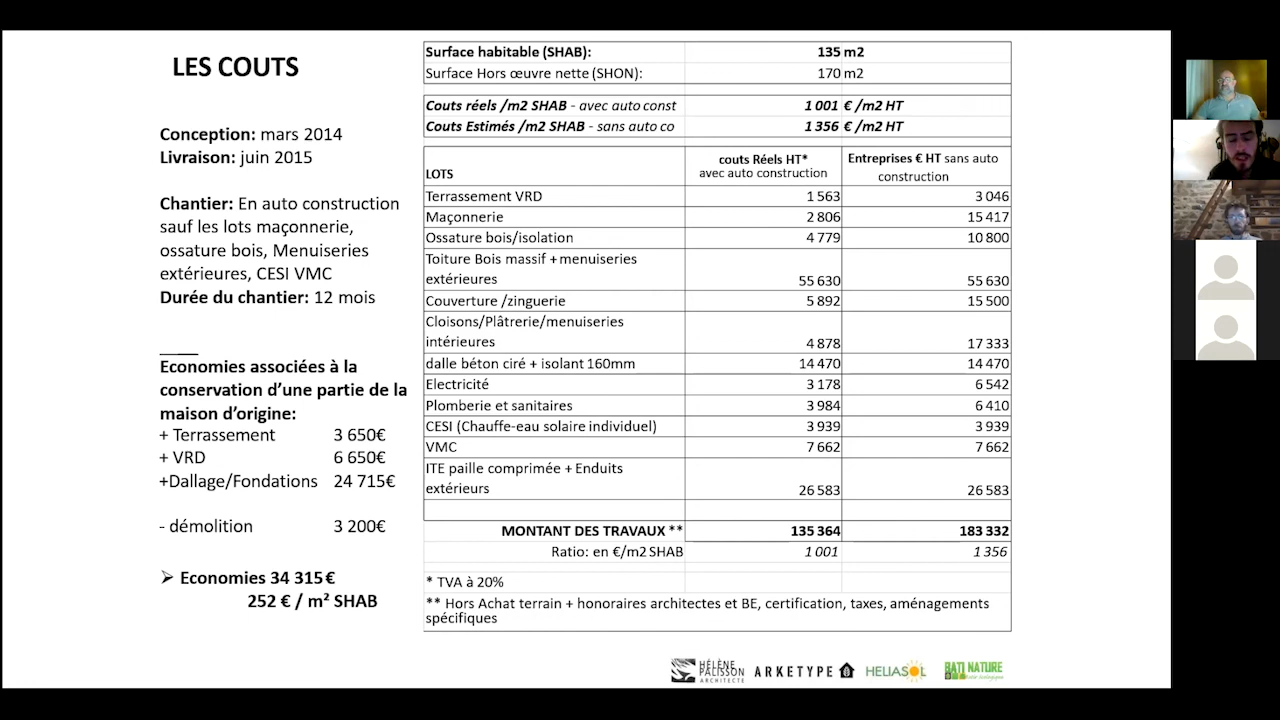 LES COUTS
Conception: mars 2014
Livraison: juin 2015
Chantier: En auto construction
sauf les lots maçonnerie,
ossature bois, Menuiseries
extérieures, CESI VMC
Durée du chantier: 12 mois
Economies associées à la
conservation d'une partie de la
maison d'origine:
+ Terrassement 3 650€
+ VRD 6 650€
+Dallage/Fondations 24 715€
- démolition 3 200€
➢ Economies 34 315 €
252 € / m² SHAB
Surface habitable (SHAB): 135 m2
Surface Hors œuvre nette (SHON): 170 m2
Couts réels /m2 SHAB - avec auto const 1 001 € /m2 HT
Couts Estimés /m2 SHAB - sans auto co 1 356 € /m2 HT
LOTS couts Réels HT* avec auto construction Entreprises € HT sans auto construction
Terrassement VRD 1 563 3 046
Maçonnerie 2 806 15 417
Ossature bois/isolation 4 779 10 800
Toiture Bois massif + menuiseries
extérieures 55 630 55 630
Couverture /zinguerie 5 892 15 500
Cloisons/Plâtrerie/menuiseries
intérieures 4 878 17 333
dalle béton ciré + isolant 160mm 14 470 14 470
Electricité 3 178 6 542
Plomberie et sanitaires 3 984 6 410
CESI (Chauffe-eau solaire individuel) 3 939 3 939
VMC 7 662 7 662
ITE paille comprimée + Enduits
extérieurs 26 583 26 583
MONTANT DES TRAVAUX ** 135 364 183 332
Ratio: en €/m2 SHAB 1 001 1 356
* TVA à 20%
** Hors Achat terrain + honoraires architectes et BE, certification, taxes, aménagements
spécifiques
HÉLÈNE
PALISSON
ARCHITECTE
ARKETYPE
HELIASOL
BATI NATURE